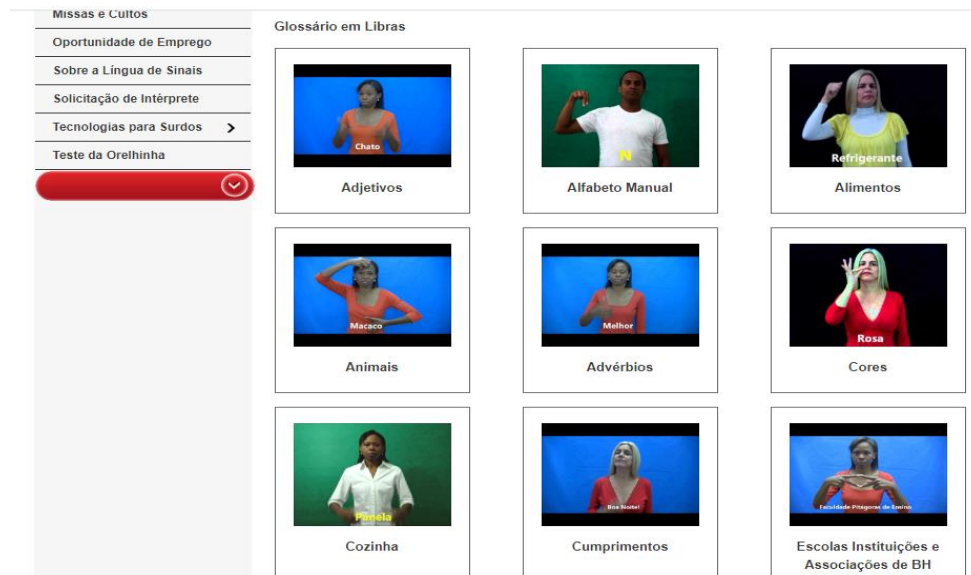 Missas e Cultos
Oportunidade de Emprego
Sobre a Língua de Sinais
Solicitação de Intérprete
Tecnologias para Surdos
Teste da Orelhinha
Glossário em Libras
Chato
N
Refrigerante
Adjetivos
Alfabeto Manual
Alimentos
Macaco
Melhor
Rosa
Animais
Advérbios
Cores
Panela
Boa Noite!
Faculdade Pitágoras de Ensino
Cozinha
Cumprimentos
Escolas Instituições e
Associações de BH